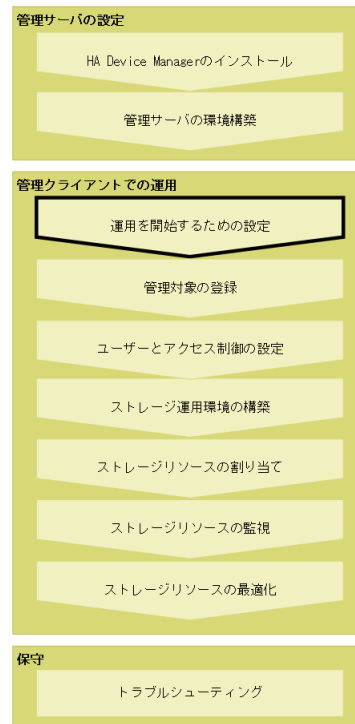 管理サーバの設定
HA Device Managerのインストール
管理サーバの環境構築
管理クライアントでの運用
運用を開始するための設定
管理対象の登録
ユーザーとアクセス制御の設定
ストレージ運用環境の構築
ストレージリソースの割り当て
ストレージリソースの監視
ストレージリソースの最適化
保守
トラブルシューティング